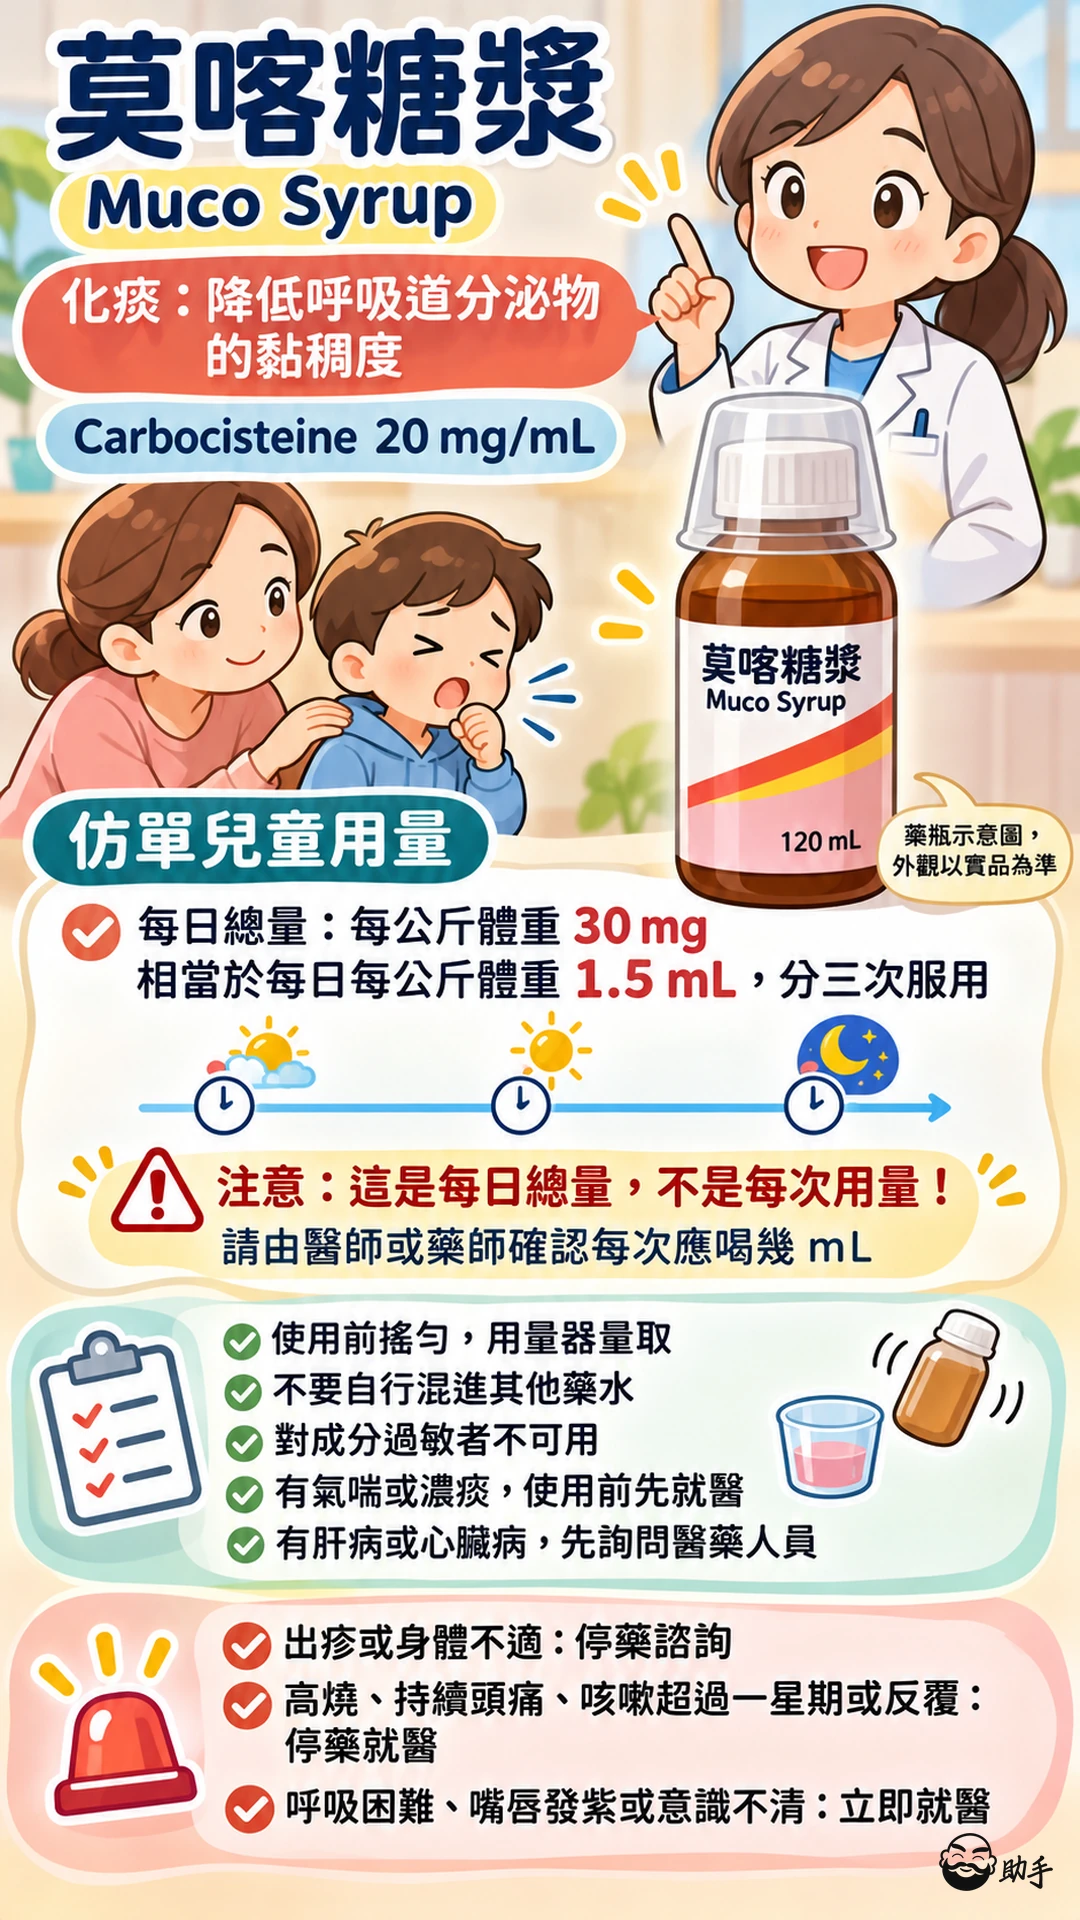 莫喀糖漿
Muco Syrup
化痰：降低呼吸道分泌物
的黏稠度
Carbocisteine 20 mg/mL
莫喀糖漿
Muco Syrup
120 mL
藥瓶示意圖，
外觀以實品為準
仿單兒童用量
每日總量：每公斤體重 30 mg
相當於每日每公斤體重 1.5 mL，分三次服用
注意：這是每日總量，不是每次用量！
請由醫師或藥師確認每次應喝幾 mL
使用前搖勻，用量器量取
不要自行混進其他藥水
對成分過敏者不可用
有氣喘或濃痰，使用前先就醫
有肝病或心臟病，先詢問醫藥人員
出疹或身體不適：停藥諮詢
高燒、持續頭痛、咳嗽超過一星期或反覆：
停藥就醫
呼吸困難、嘴唇發紫或意識不清：立即就醫
助手